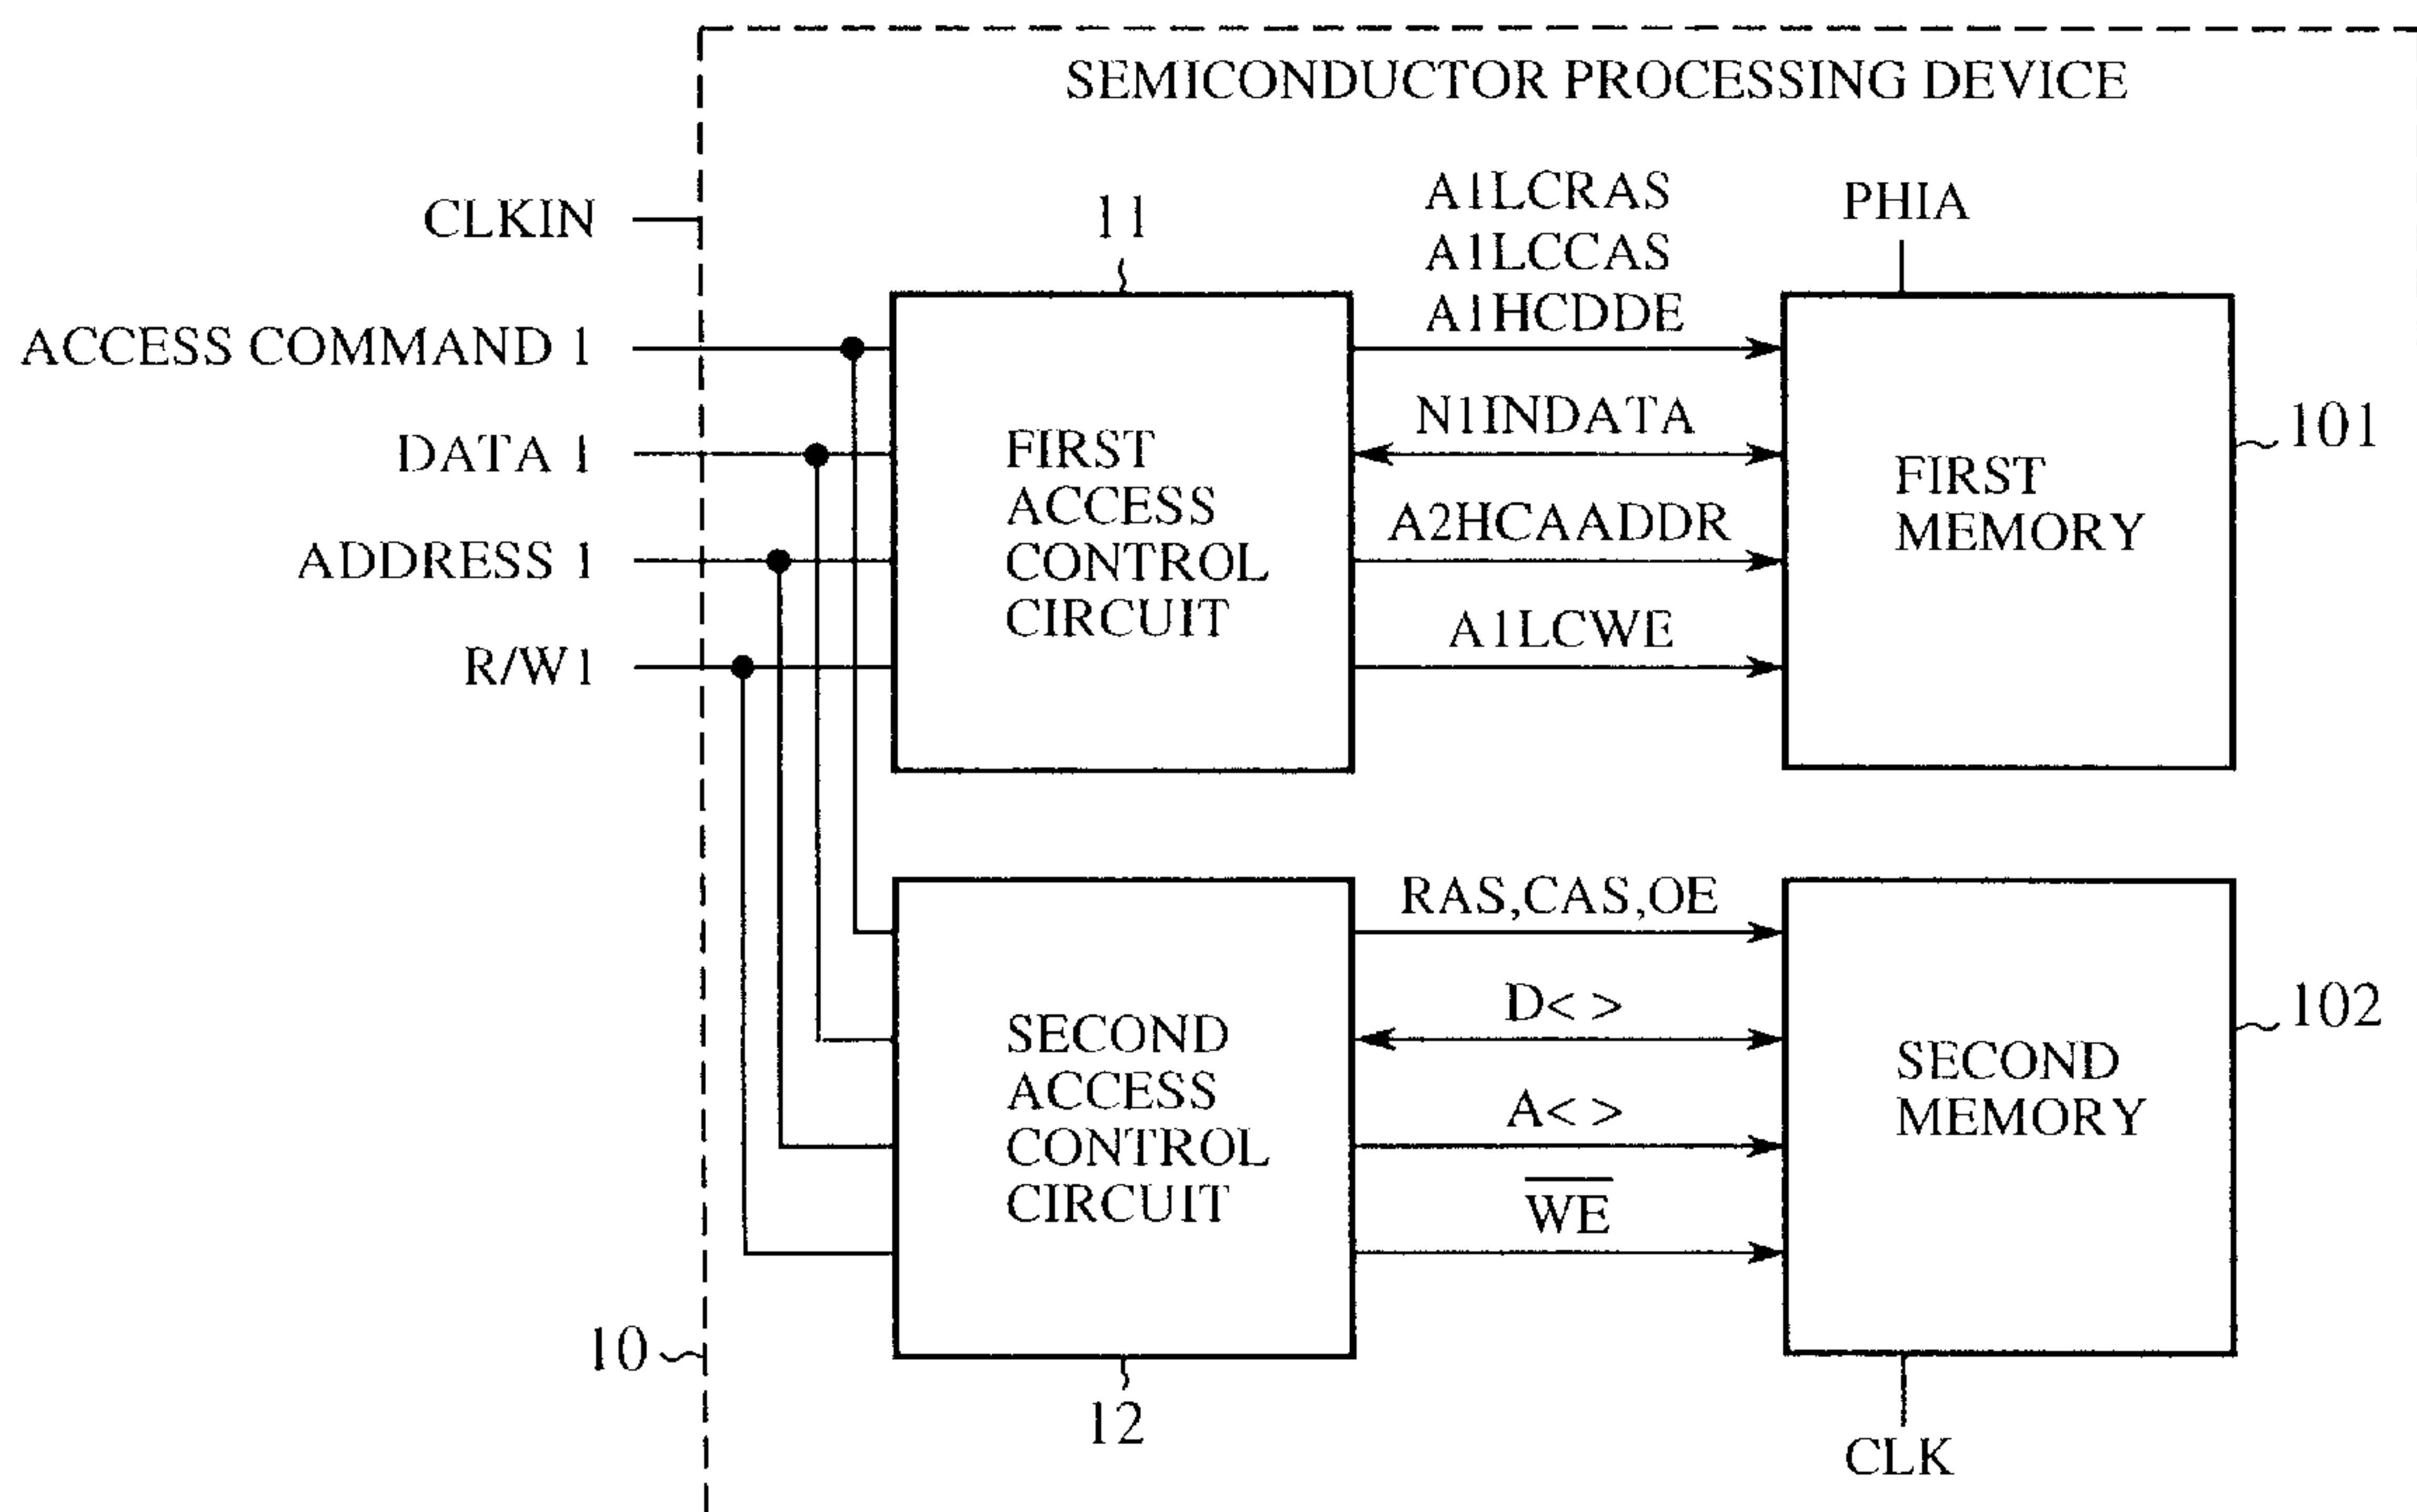 SEMICONDUCTOR PROCESSING DEVICE
CLKIN
ACCESS COMMAND 1
DATA 1
ADDRESS 1
R/W1
11
FIRST
ACCESS
CONTROL
CIRCUIT
A1LCRAS
A1LCCAS
A1HCDDE
N1INDATA
A2HCAADDR
A1LCWE
PHIA
FIRST
MEMORY
101
SECOND
ACCESS
CONTROL
CIRCUIT
12
RAS,CAS,OE
D< >
A< >
W̅E̅
SECOND
MEMORY
102
CLK
10